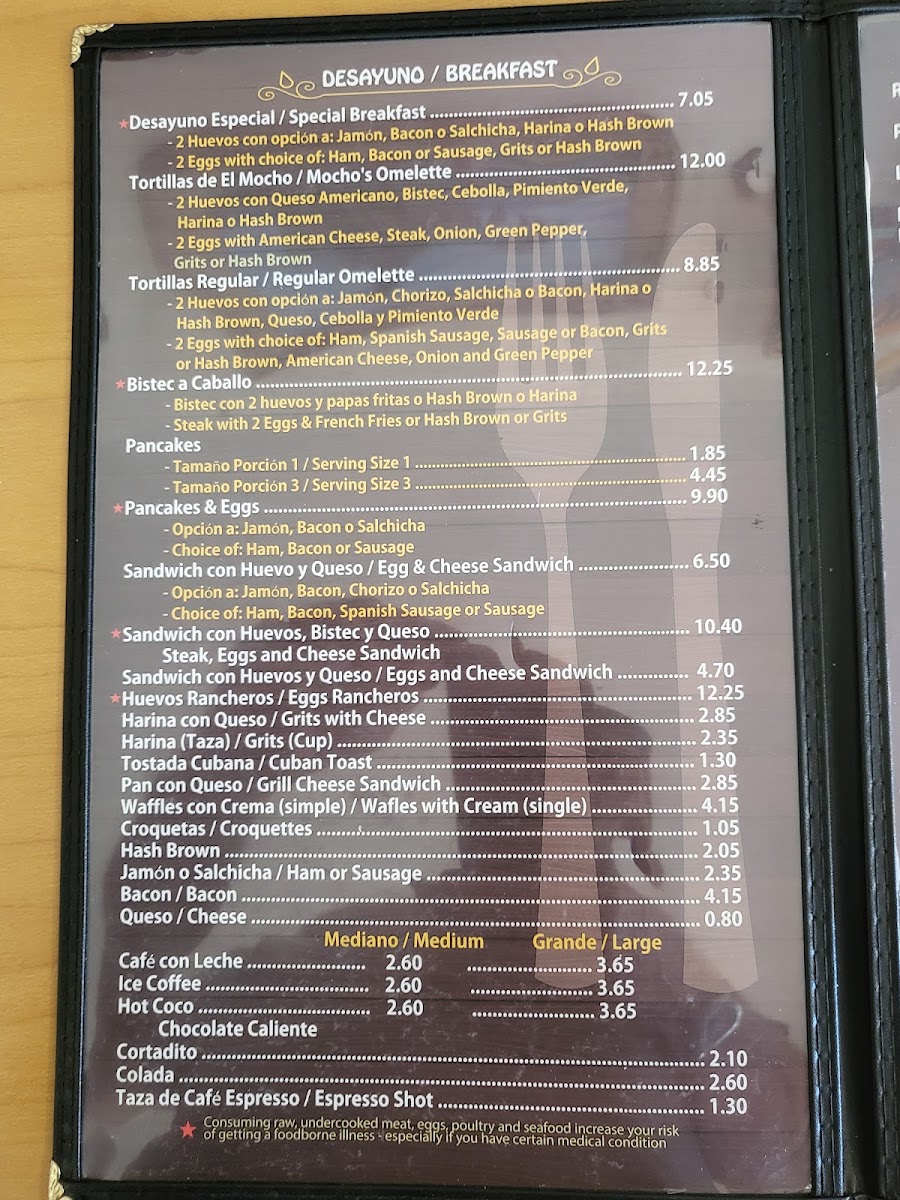 DESAYUNO / BREAKFAST
★Desayuno Especial / Special Breakfast ........ 7.05
- 2 Huevos con opción a: Jamón, Bacon o Salchicha, Harina o Hash Brown
- 2 Eggs with choice of: Ham, Bacon or Sausage, Grits or Hash Brown
Tortillas de El Mocho / Mocho's Omelette ........ 12.00
- 2 Huevos con Queso Americano, Bistec, Cebolla, Pimiento Verde,
Harina o Hash Brown
- 2 Eggs with American Cheese, Steak, Onion, Green Pepper,
Grits or Hash Brown
Tortillas Regular / Regular Omelette ........ 8.85
- 2 Huevos con opción a: Jamón, Chorizo, Salchicha o Bacon, Harina o
Hash Brown, Queso, Cebolla y Pimiento Verde
- 2 Eggs with choice of: Ham, Spanish Sausage, Sausage or Bacon, Grits
or Hash Brown, American Cheese, Onion and Green Pepper
★Bistec a Caballo ........ 12.25
- Bistec con 2 huevos y papas fritas o Hash Brown o Harina
- Steak with 2 Eggs & French Fries or Hash Brown or Grits
Pancakes
- Tamaño Porción 1 / Serving Size 1 ........ 1.85
- Tamaño Porción 3 / Serving Size 3 ........ 4.45
★Pancakes & Eggs ........ 9.90
- Opción a: Jamón, Bacon o Salchicha
- Choice of: Ham, Bacon or Sausage
Sandwich con Huevo y Queso / Egg & Cheese Sandwich ........ 6.50
- Opción a: Jamón, Bacon, Chorizo o Salchicha
- Choice of: Ham, Bacon, Spanish Sausage or Sausage
★Sandwich con Huevos, Bistec y Queso ........ 10.40
Steak, Eggs and Cheese Sandwich
Sandwich con Huevos y Queso / Eggs and Cheese Sandwich ........ 4.70
★Huevos Rancheros / Eggs Rancheros ........ 12.25
Harina con Queso / Grits with Cheese ........ 2.85
Harina (Taza) / Grits (Cup) ........ 2.35
Tostada Cubana / Cuban Toast ........ 1.30
Pan con Queso / Grill Cheese Sandwich ........ 2.85
Waffles con Crema (simple) / Wafles with Cream (single) ........ 4.15
Croquetas / Croquettes ........ 1.05
Hash Brown ........ 2.05
Jamón o Salchicha / Ham or Sausage ........ 2.35
Bacon / Bacon ........ 4.15
Queso / Cheese ........ 0.80
Mediano / Medium Grande / Large
Café con Leche ........ 2.60 ........ 3.65
Ice Coffee ........ 2.60 ........ 3.65
Hot Coco ........ 2.60 ........ 3.65
Chocolate Caliente
Cortadito ........ 2.10
Colada ........ 2.60
Taza de Café Espresso / Espresso Shot ........ 1.30
★ Consuming raw, undercooked meat, eggs, poultry and seafood increase your risk
of getting a foodborne illness - especially if you have certain medical condition